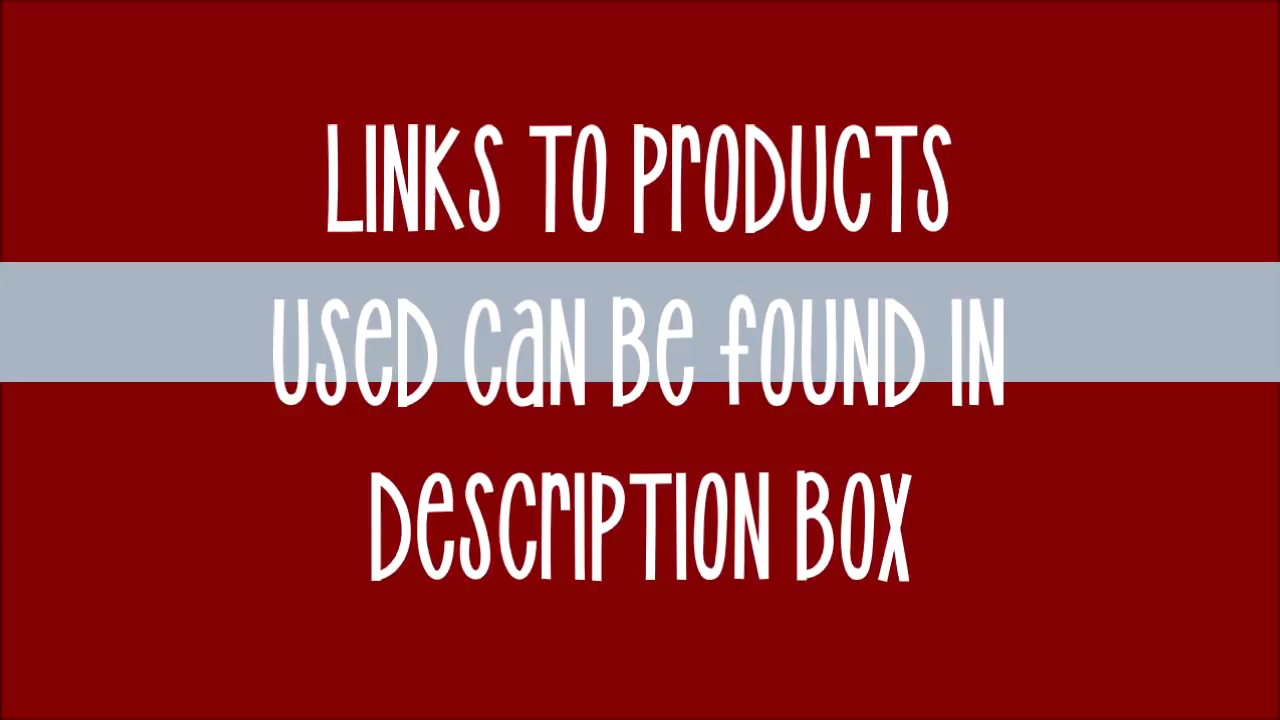 LINKS TO PrODUCTS
USeD CaN Be fOUND IN
DeSCrIPTION BOX